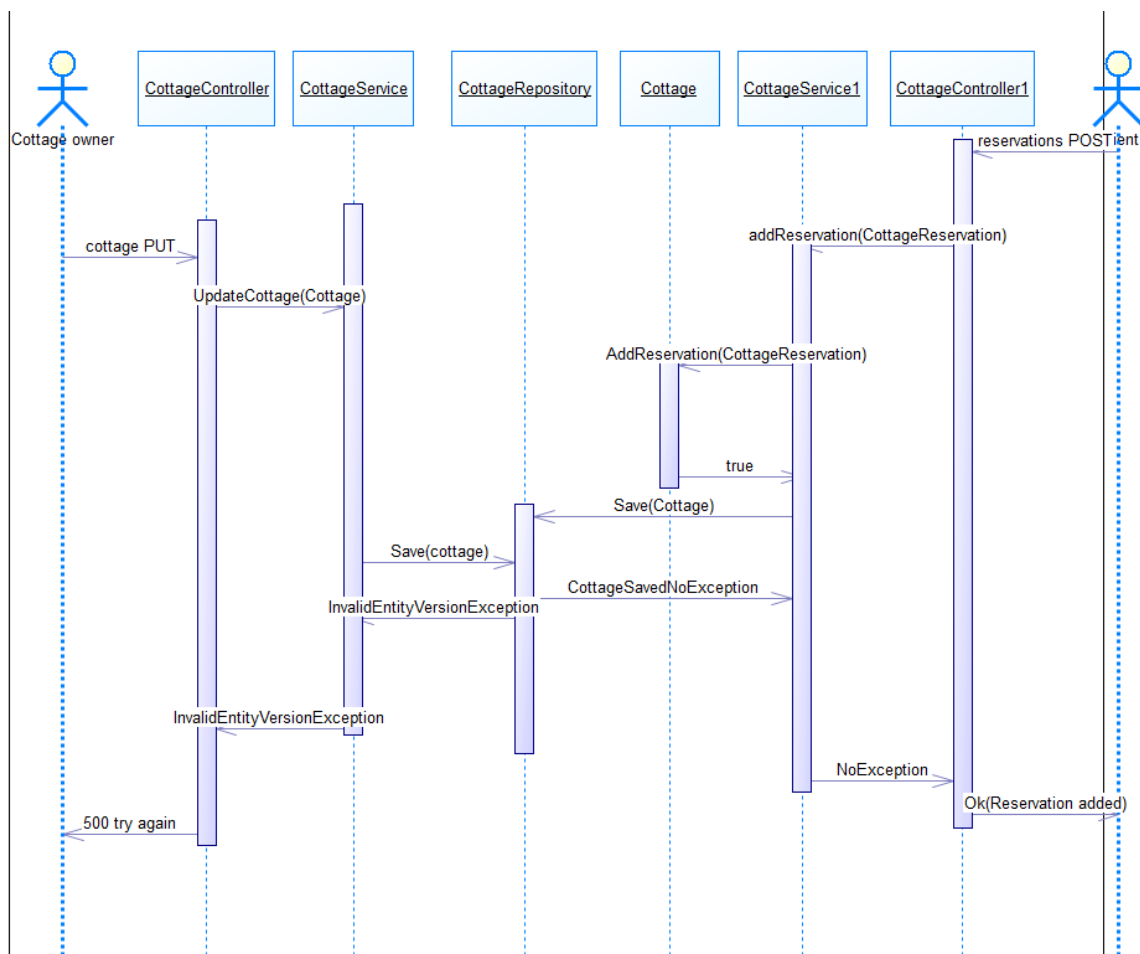 CottageController
CottageService
CottageRepository
Cottage
CottageService1
CottageController1
Cottage owner
reservations POST
cottage PUT
addReservation(CottageReservation)
UpdateCottage(Cottage)
AddReservation(CottageReservation)
true
Save(Cottage)
Save(cottage)
CottageSavedNoException
InvalidEntityVersionException
InvalidEntityVersionException
NoException
Ok(Reservation added)
500 try again